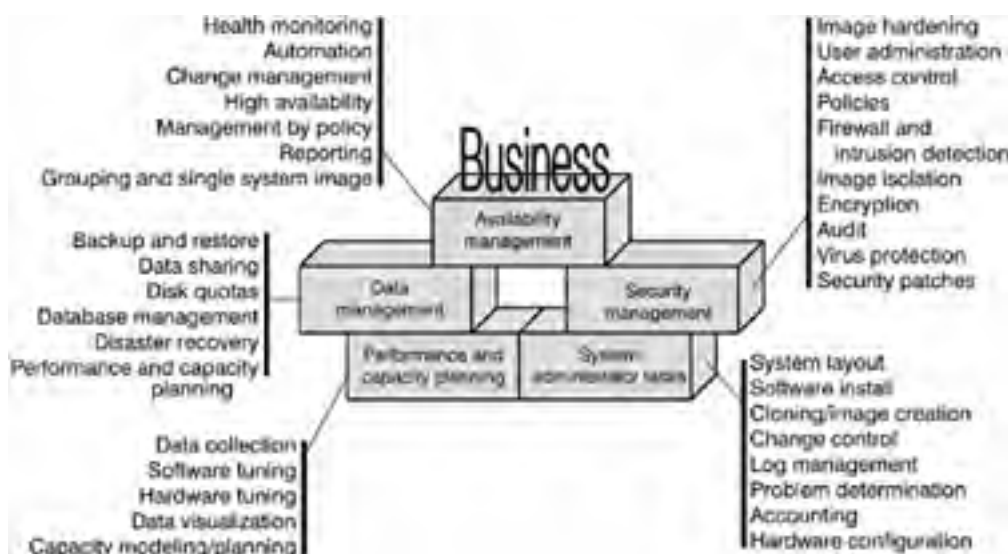 Health monitoring
Automation
Change management
High availability
Management by policy
Reporting
Grouping and single system image
Image hardening
User administration
Access control
Policies
Firewall and
intrusion detection
Image isolation
Encryption
Audit
Virus protection
Security patches
Business
Availability
management
Backup and restore
Data sharing
Disk quotas
Database management
Disaster recovery
Performance and capacity
planning
Data
management
Security
management
Performance and
capacity planning
System
administrator tasks
Data collection
Software tuning
Hardware tuning
Data visualization
Capacity modeling/planning
System layout
Software install
Cloning/image creation
Change control
Log management
Problem determination
Accounting
Hardware configuration